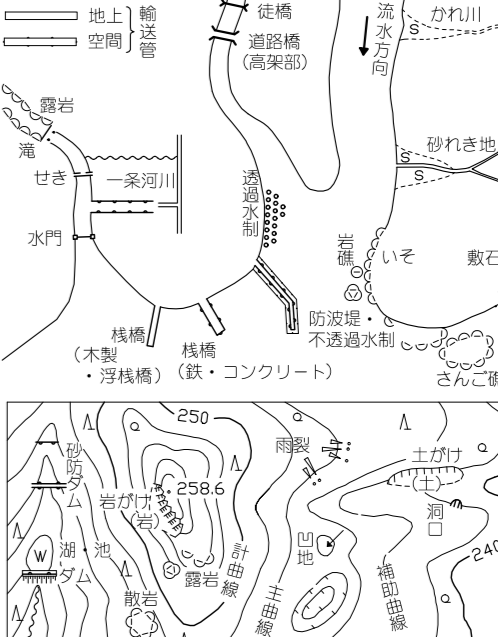 地上
空間
輸送管
徒橋
道路橋
（高架部）
流水方向
かれ川
S
露岩
滝
せき
一条河川
水門
透過水制
砂れき地
S
S
岩礁
いそ
敷石
防波堤・
不透過水制
さんご礁
桟橋
（木製
・浮桟橋）
桟橋
（鉄・コンクリート）
250
258.6
砂防ダム
岩がけ
（岩）
雨裂
土がけ
（土）
洞口
湖・池
W
ダム
散岩
露岩
計曲線
主曲線
凹地
補助曲線
240